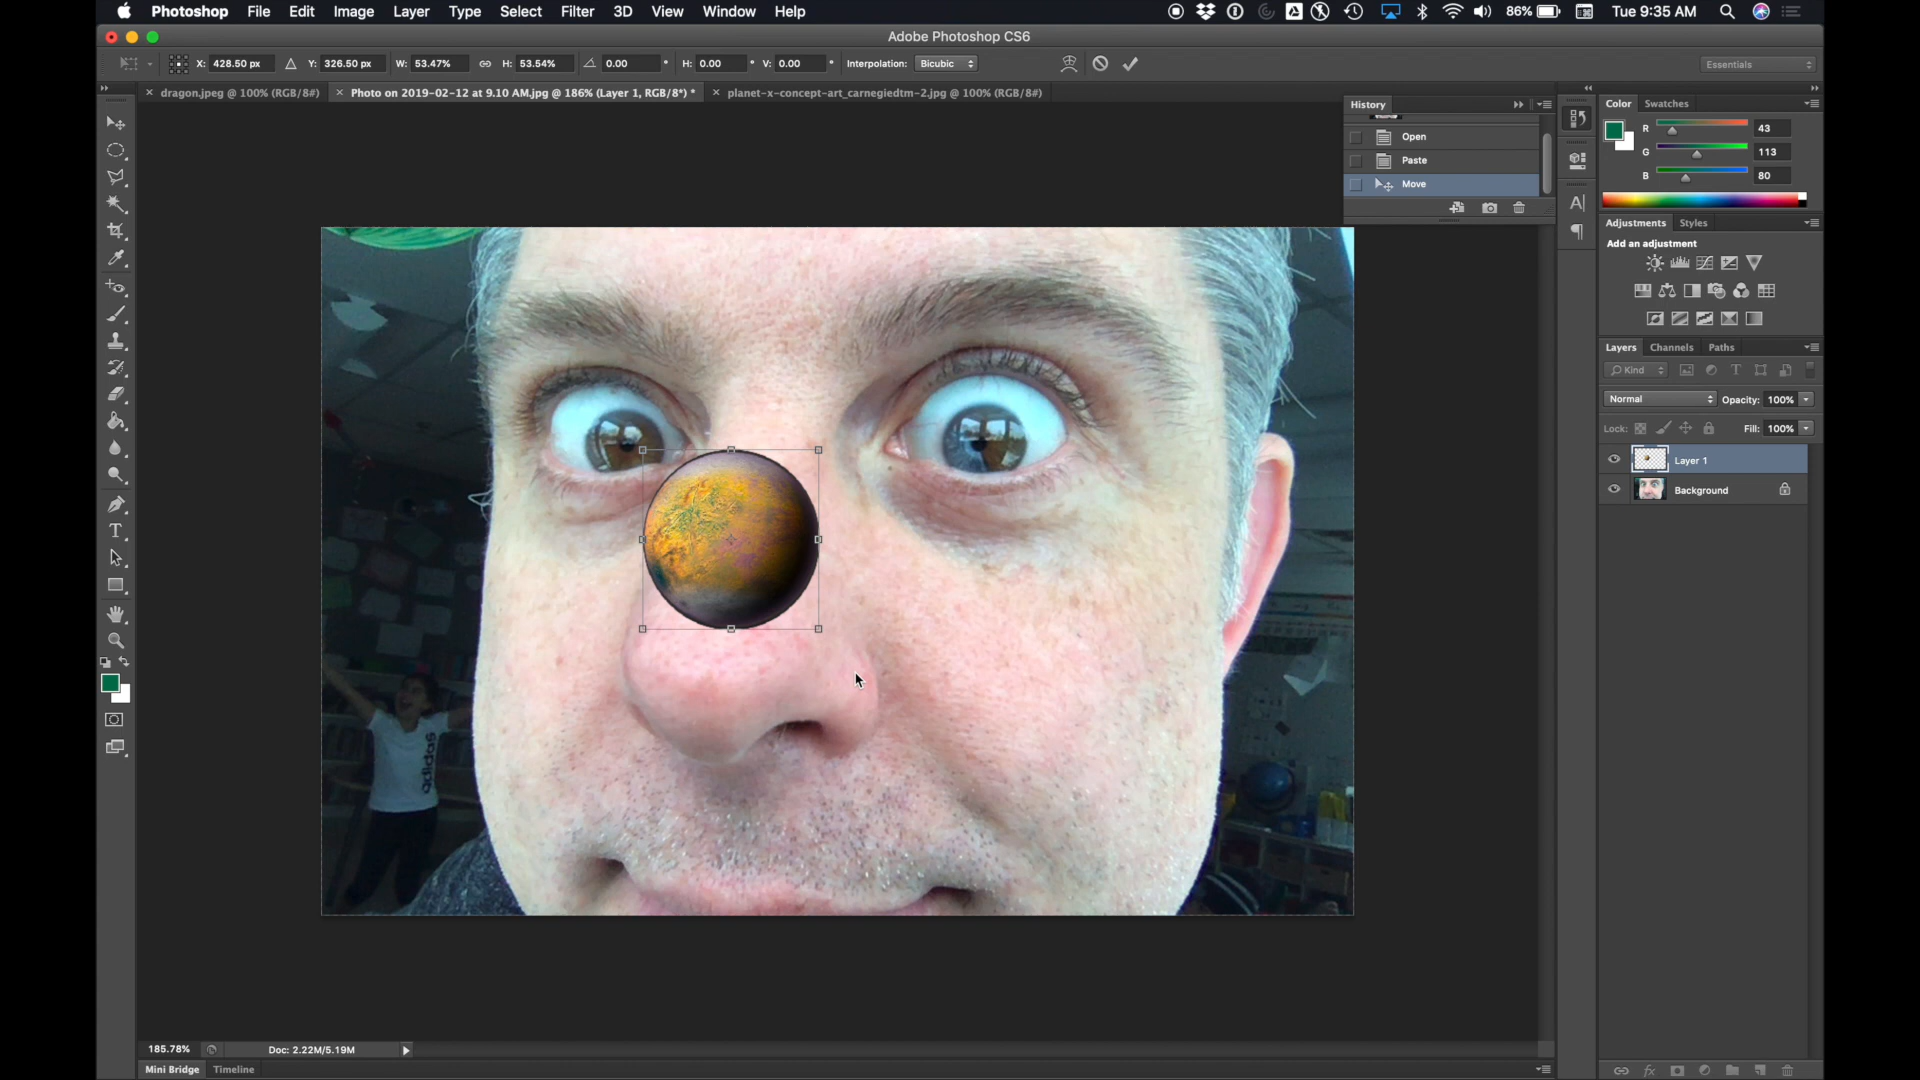 Photoshop File Edit Image Layer Type Select Filter 3D View Window Help 86% Tue 9:35 AM
Adobe Photoshop CS6
X: 428.50 px Y: 326.50 px W: 53.47% H: 53.54% 0.00 ° H: 0.00 ° V: 0.00 ° Interpolation: Bicubic Essentials
dragon.jpeg @ 100% (RGB/8#) Photo on 2019-02-12 at 9.10 AM.jpg @ 186% (Layer 1, RGB/8*) * planet-x-concept-art_carnegiedtm-2.jpg @ 100% (RGB/8#)
History
Open
Paste
Move
Color Swatches
R 43
G 113
B 80
Adjustments Styles
Add an adjustment
Layers Channels Paths
Kind
Normal Opacity: 100%
Lock: Fill: 100%
Layer 1
Background
adidas
185.78% Doc: 2.22M/5.19M
Mini Bridge Timeline